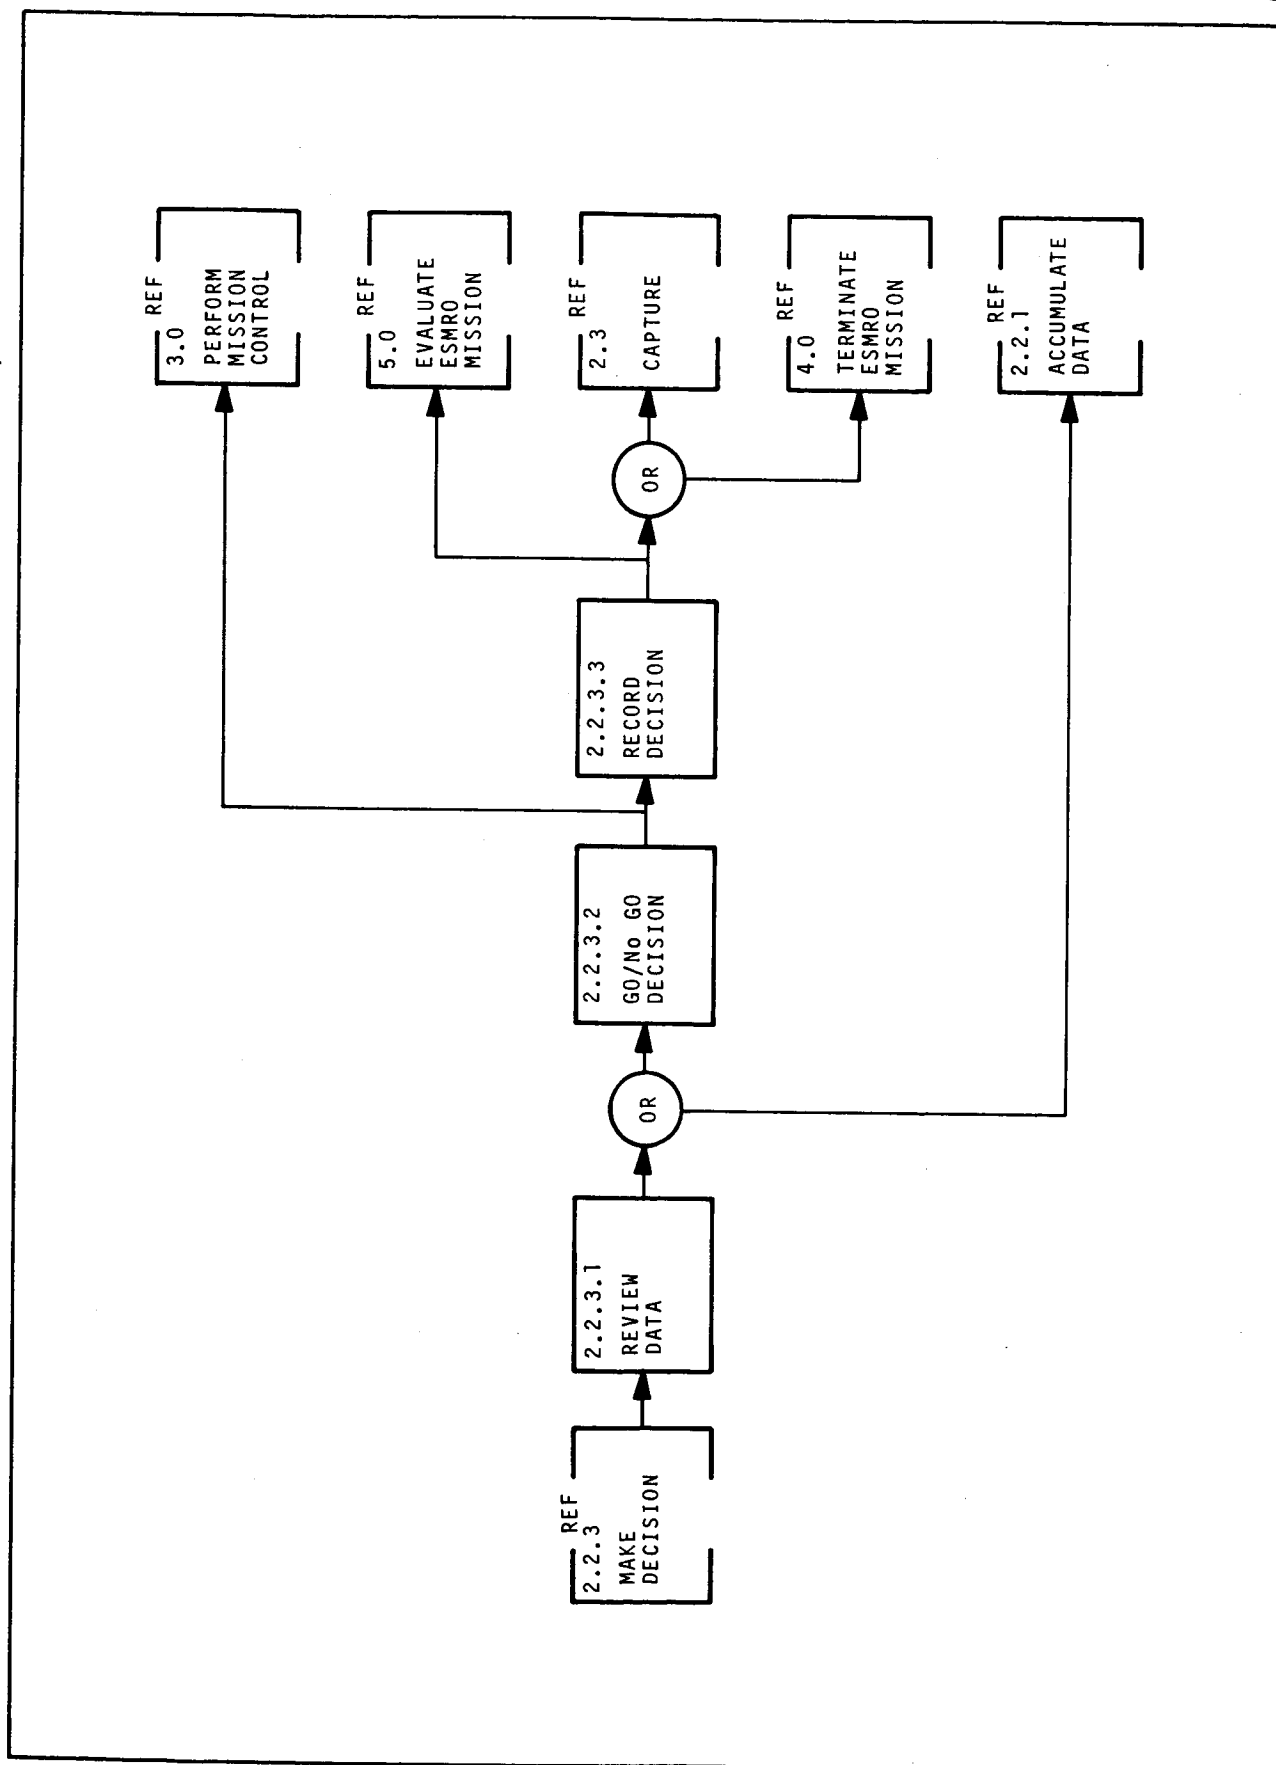 REF
2.2.3
MAKE
DECISION
2.2.3.1
REVIEW
DATA
OR
2.2.3.2
GO/No GO
DECISION
2.2.3.3
RECORD
DECISION
OR
REF
3.0
PERFORM
MISSION
CONTROL
REF
5.0
EVALUATE
ESMRO
MISSION
REF
2.3
CAPTURE
REF
4.0
TERMINATE
ESMRO
MISSION
REF
2.2.1
ACCUMULATE
DATA